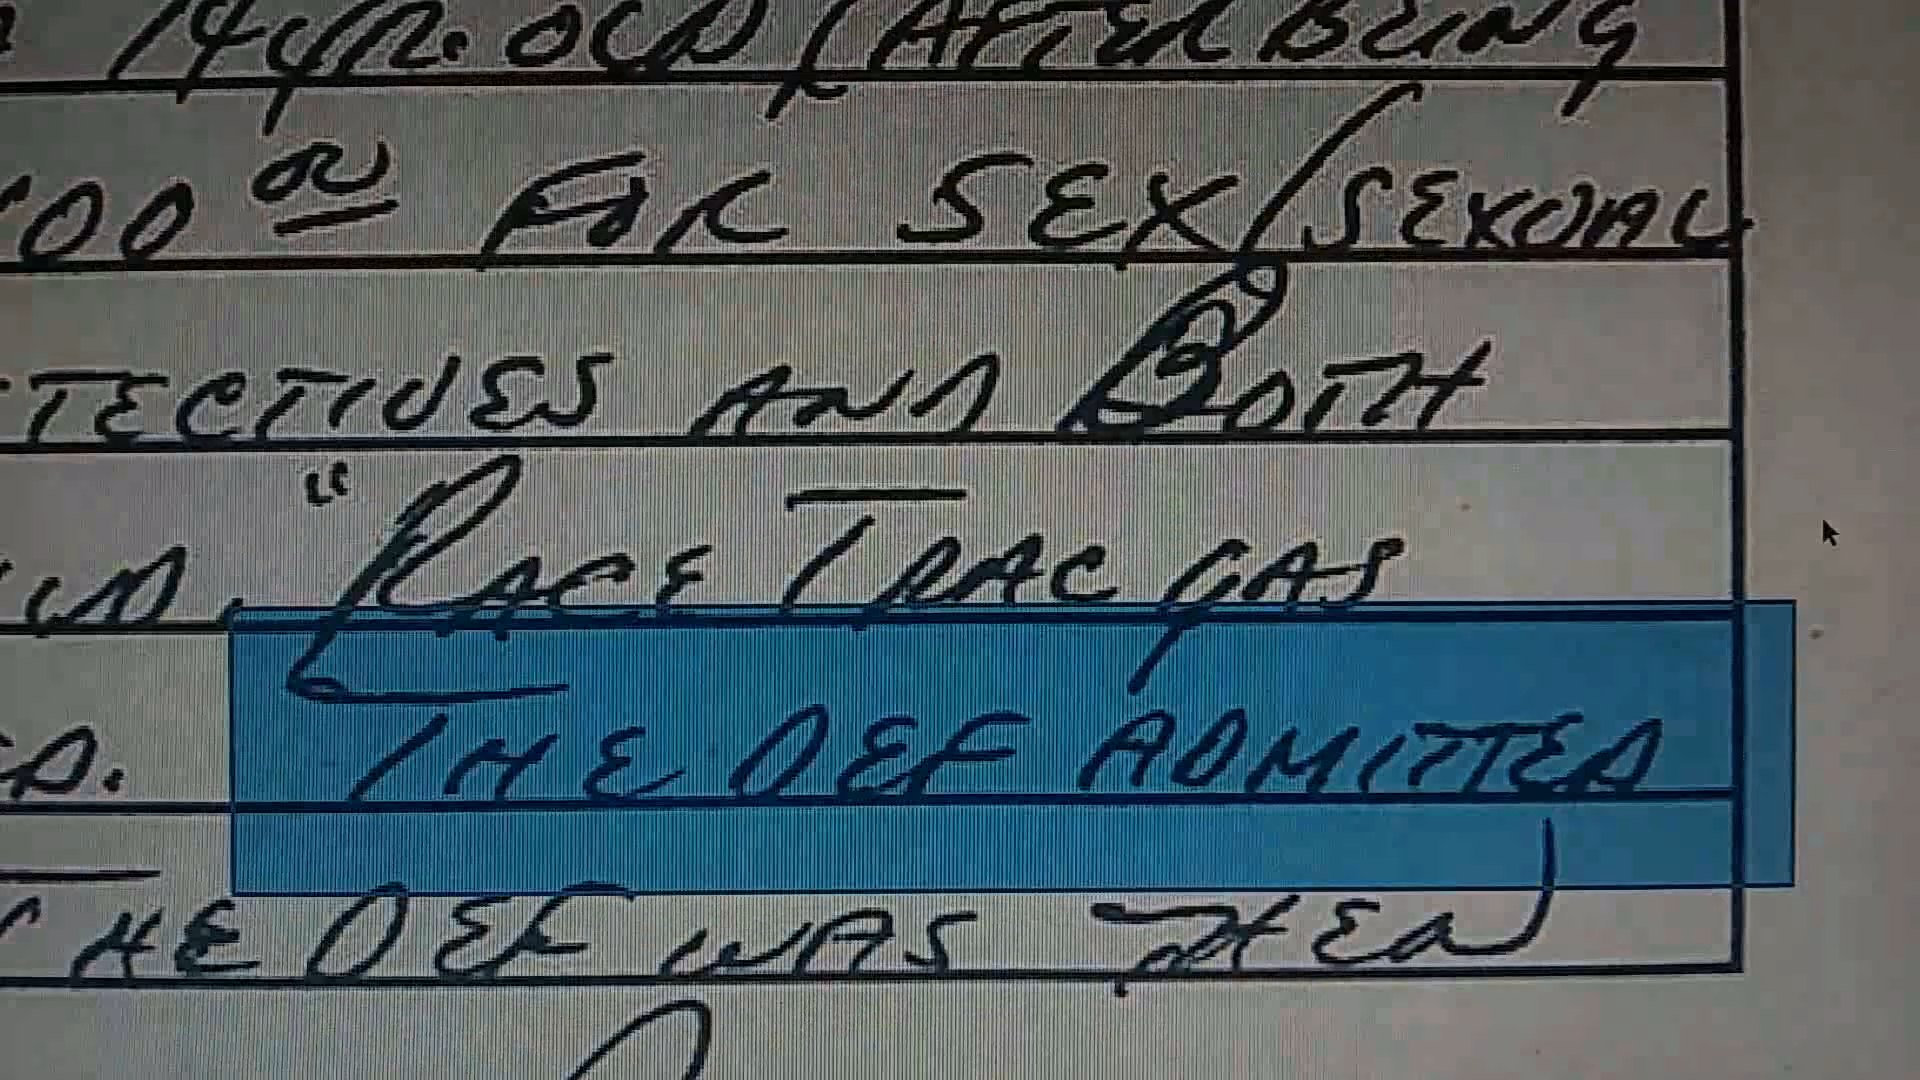 14 yr. OLD (AFTER BEING
00 00 FOR SEX/SEXUAL
TECTIVES AND BOTH
"RACE TRAC GAS
THE DEF ADMITTED
THE DEF WAS THEN